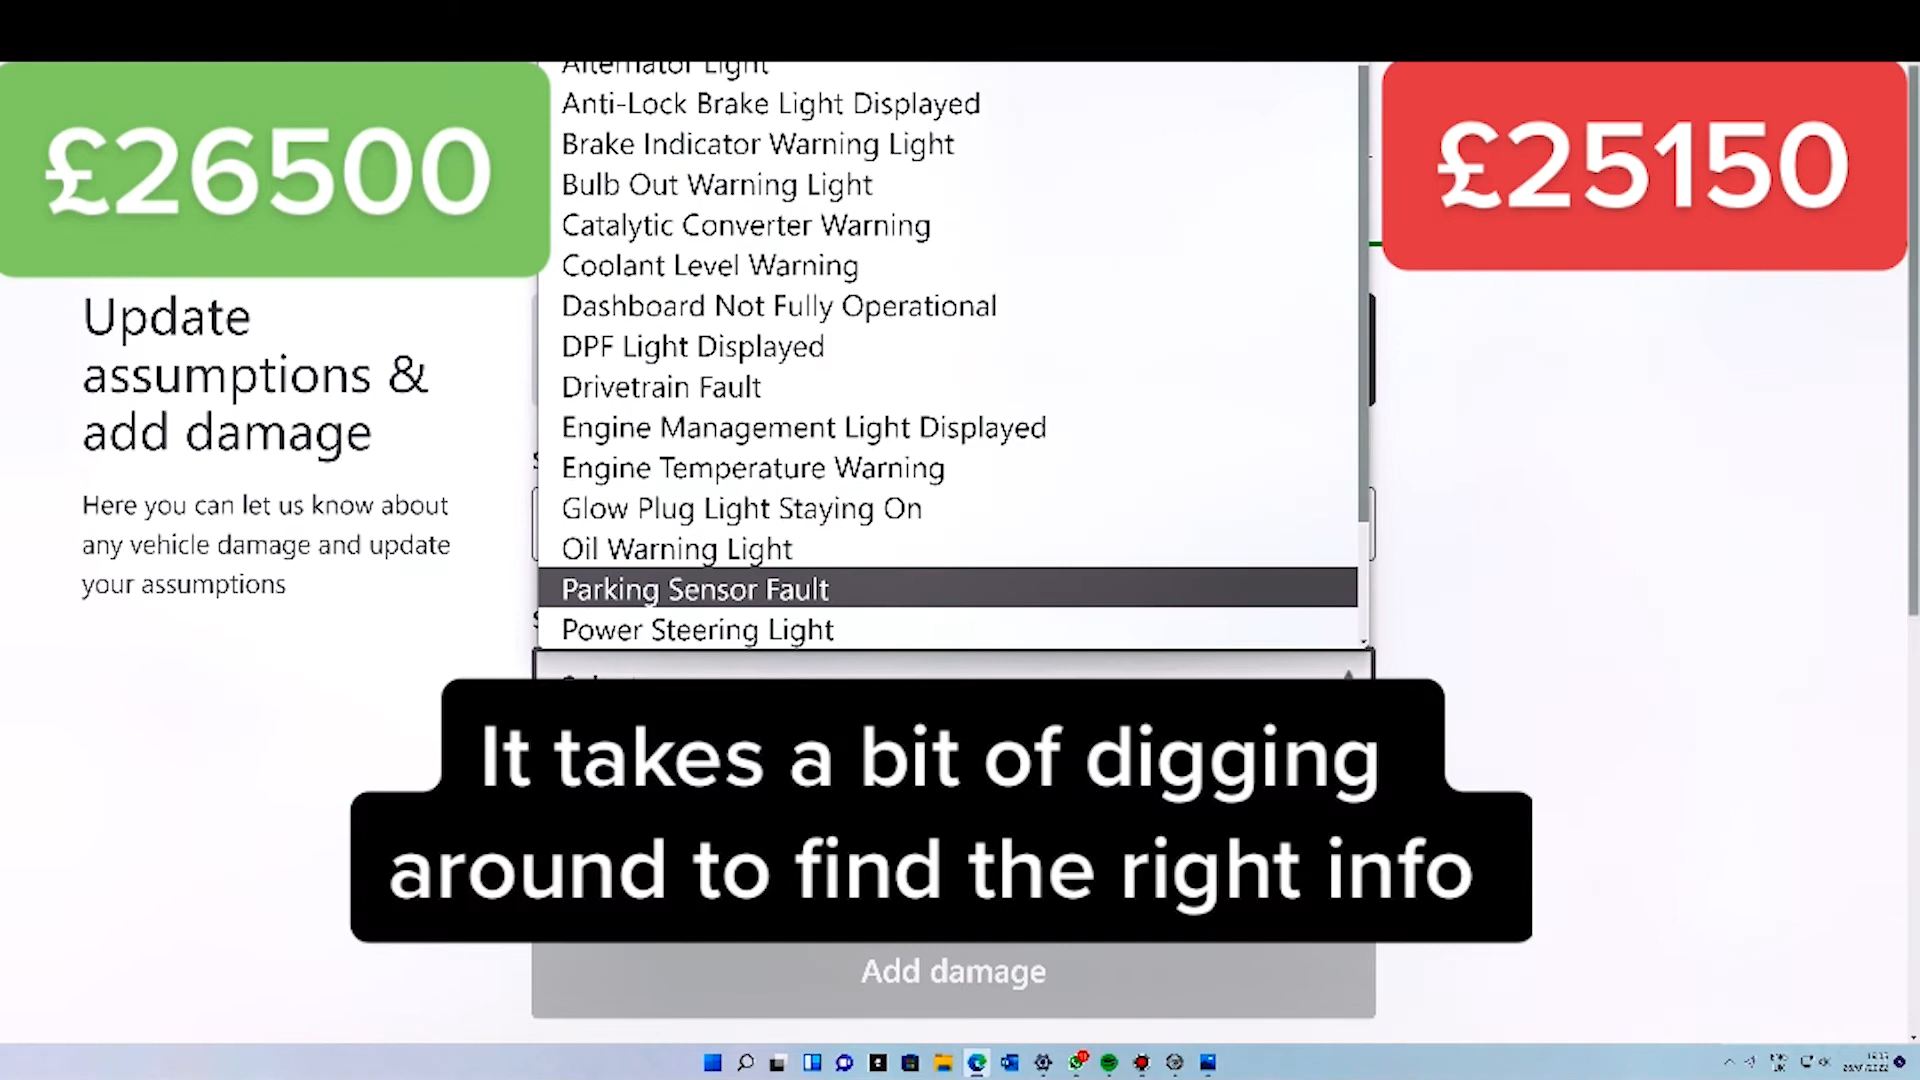 £26500
£25150
Alternator Light
Anti-Lock Brake Light Displayed
Brake Indicator Warning Light
Bulb Out Warning Light
Catalytic Converter Warning
Coolant Level Warning
Dashboard Not Fully Operational
DPF Light Displayed
Drivetrain Fault
Engine Management Light Displayed
Engine Temperature Warning
Glow Plug Light Staying On
Oil Warning Light
Parking Sensor Fault
Power Steering Light
Update
assumptions &
add damage
Here you can let us know about
any vehicle damage and update
your assumptions
It takes a bit of digging
around to find the right info
Add damage